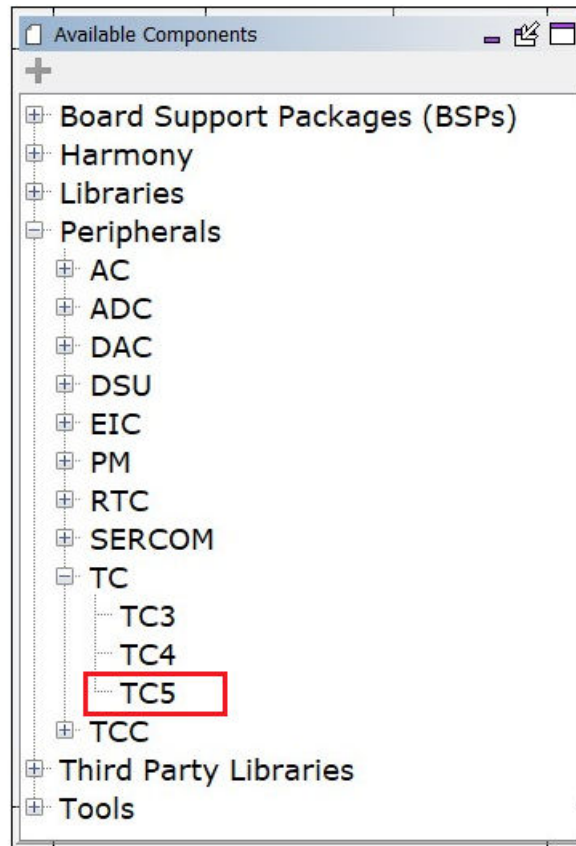 Available Components
Board Support Packages (BSPs)
Harmony
Libraries
Peripherals
AC
ADC
DAC
DSU
EIC
PM
RTC
SERCOM
TC
TC3
TC4
TC5
TCC
Third Party Libraries
Tools